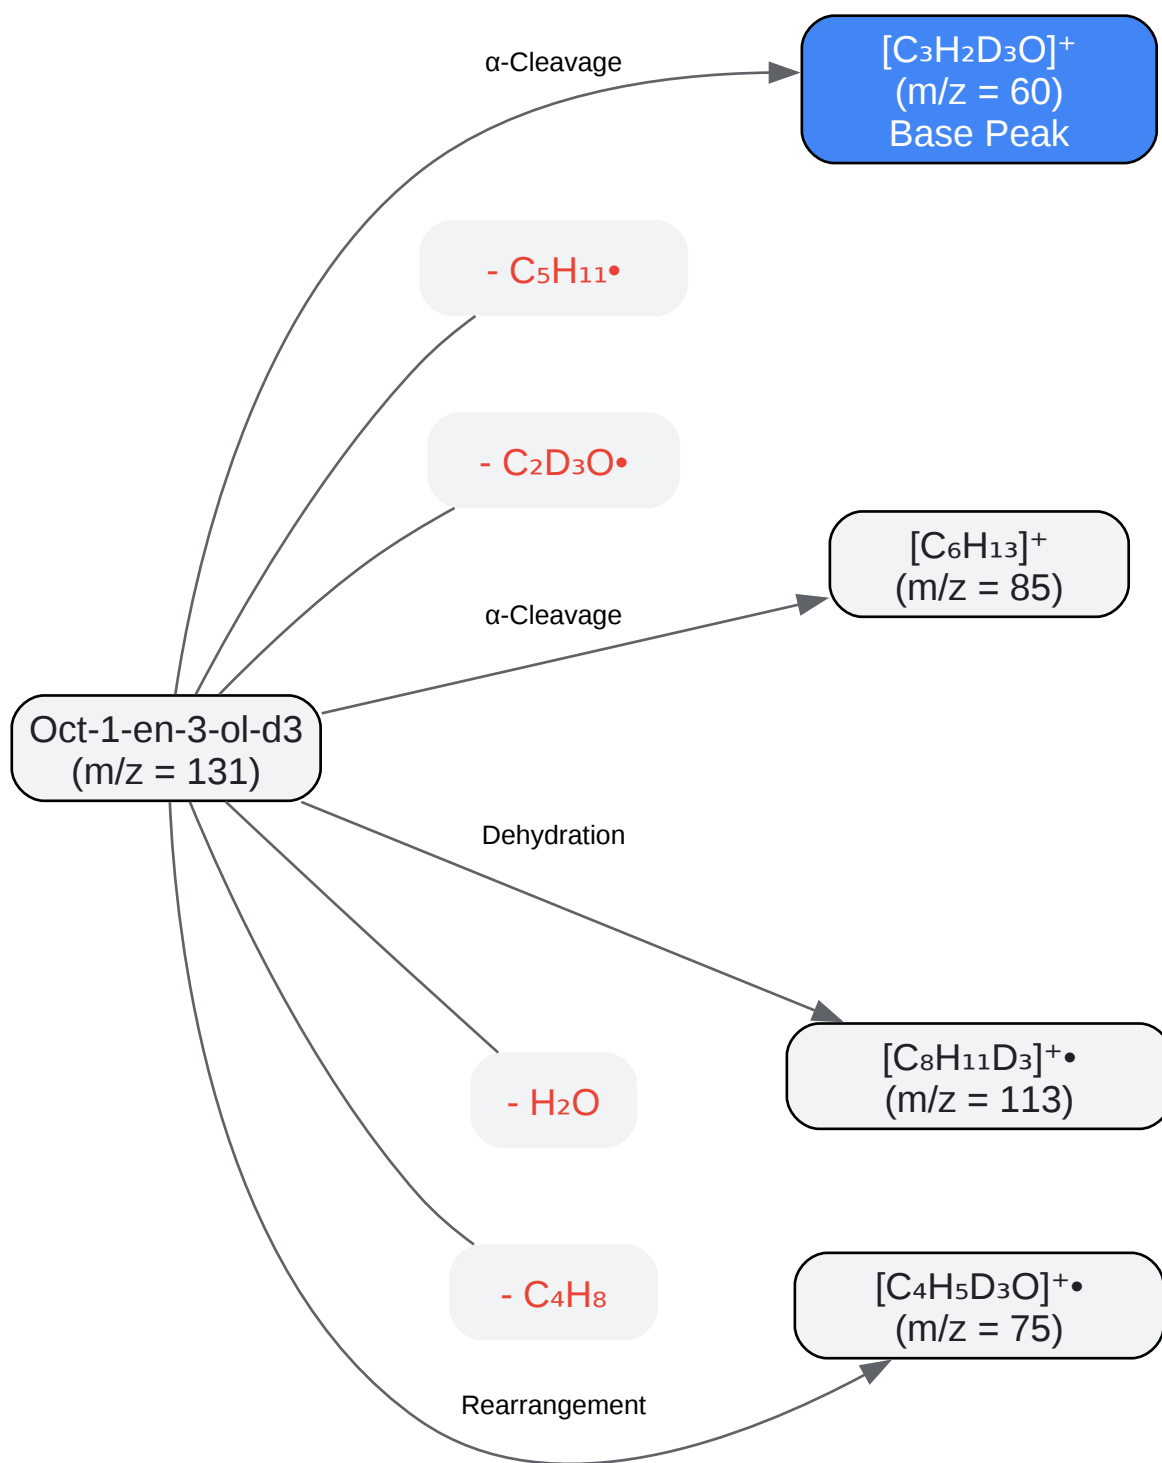 α-Cleavage
[C₃H₂D₃O]⁺
(m/z = 60)
Base Peak
- C₅H₁₁•
- C₂D₃O•
[C₆H₁₃]⁺
(m/z = 85)
α-Cleavage
Oct-1-en-3-ol-d3
(m/z = 131)
Dehydration
[C₈H₁₁D₃]⁺•
(m/z = 113)
- H₂O
- C₄H₈
[C₄H₅D₃O]⁺•
(m/z = 75)
Rearrangement